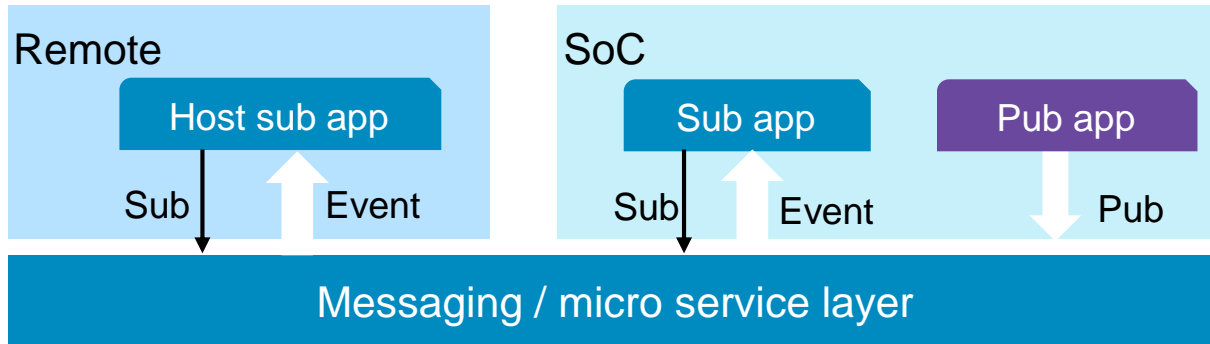 Remote
Host sub app
Sub
Event
SoC
Sub app
Pub app
Sub
Event
Pub
Messaging / micro service layer